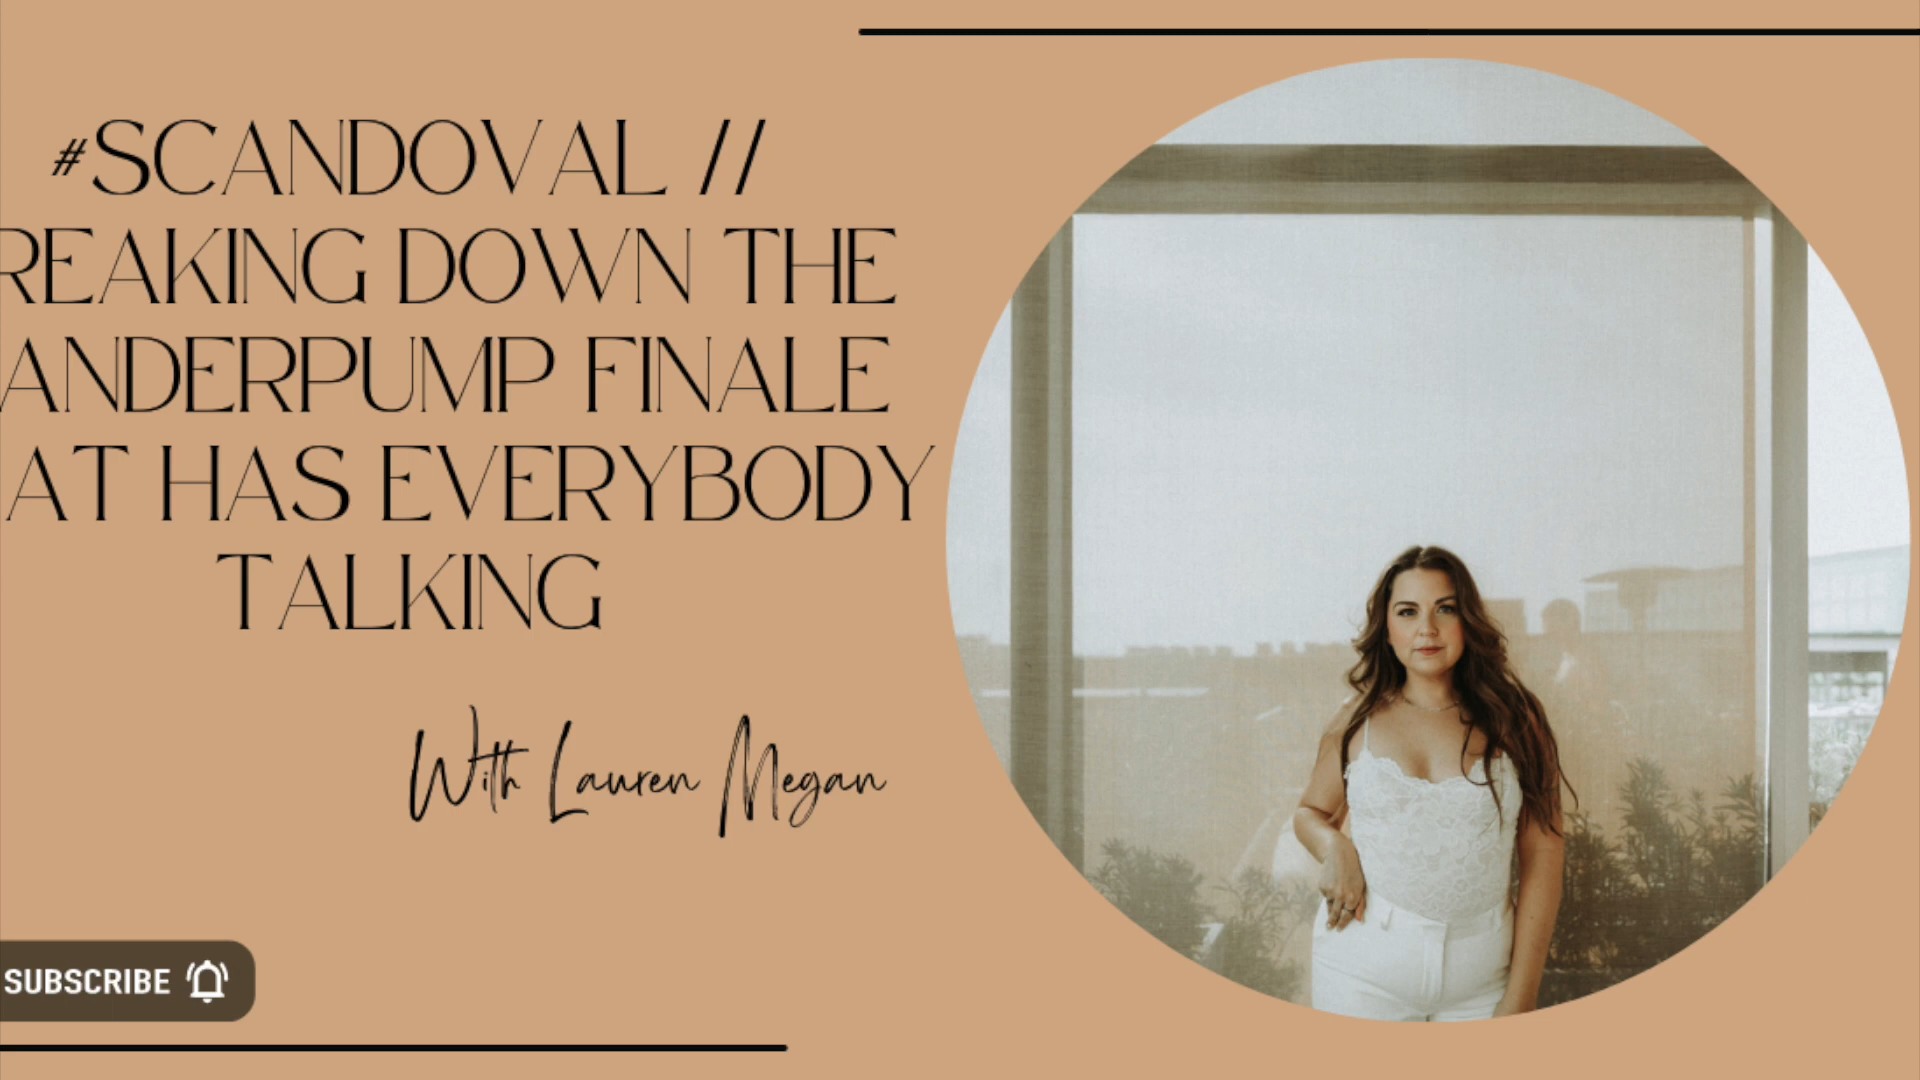 #SCANDOVAL //
REAKING DOWN THE
ANDERPUMP FINALE
AT HAS EVERYBODY
TALKING
With Lauren Megan
SUBSCRIBE